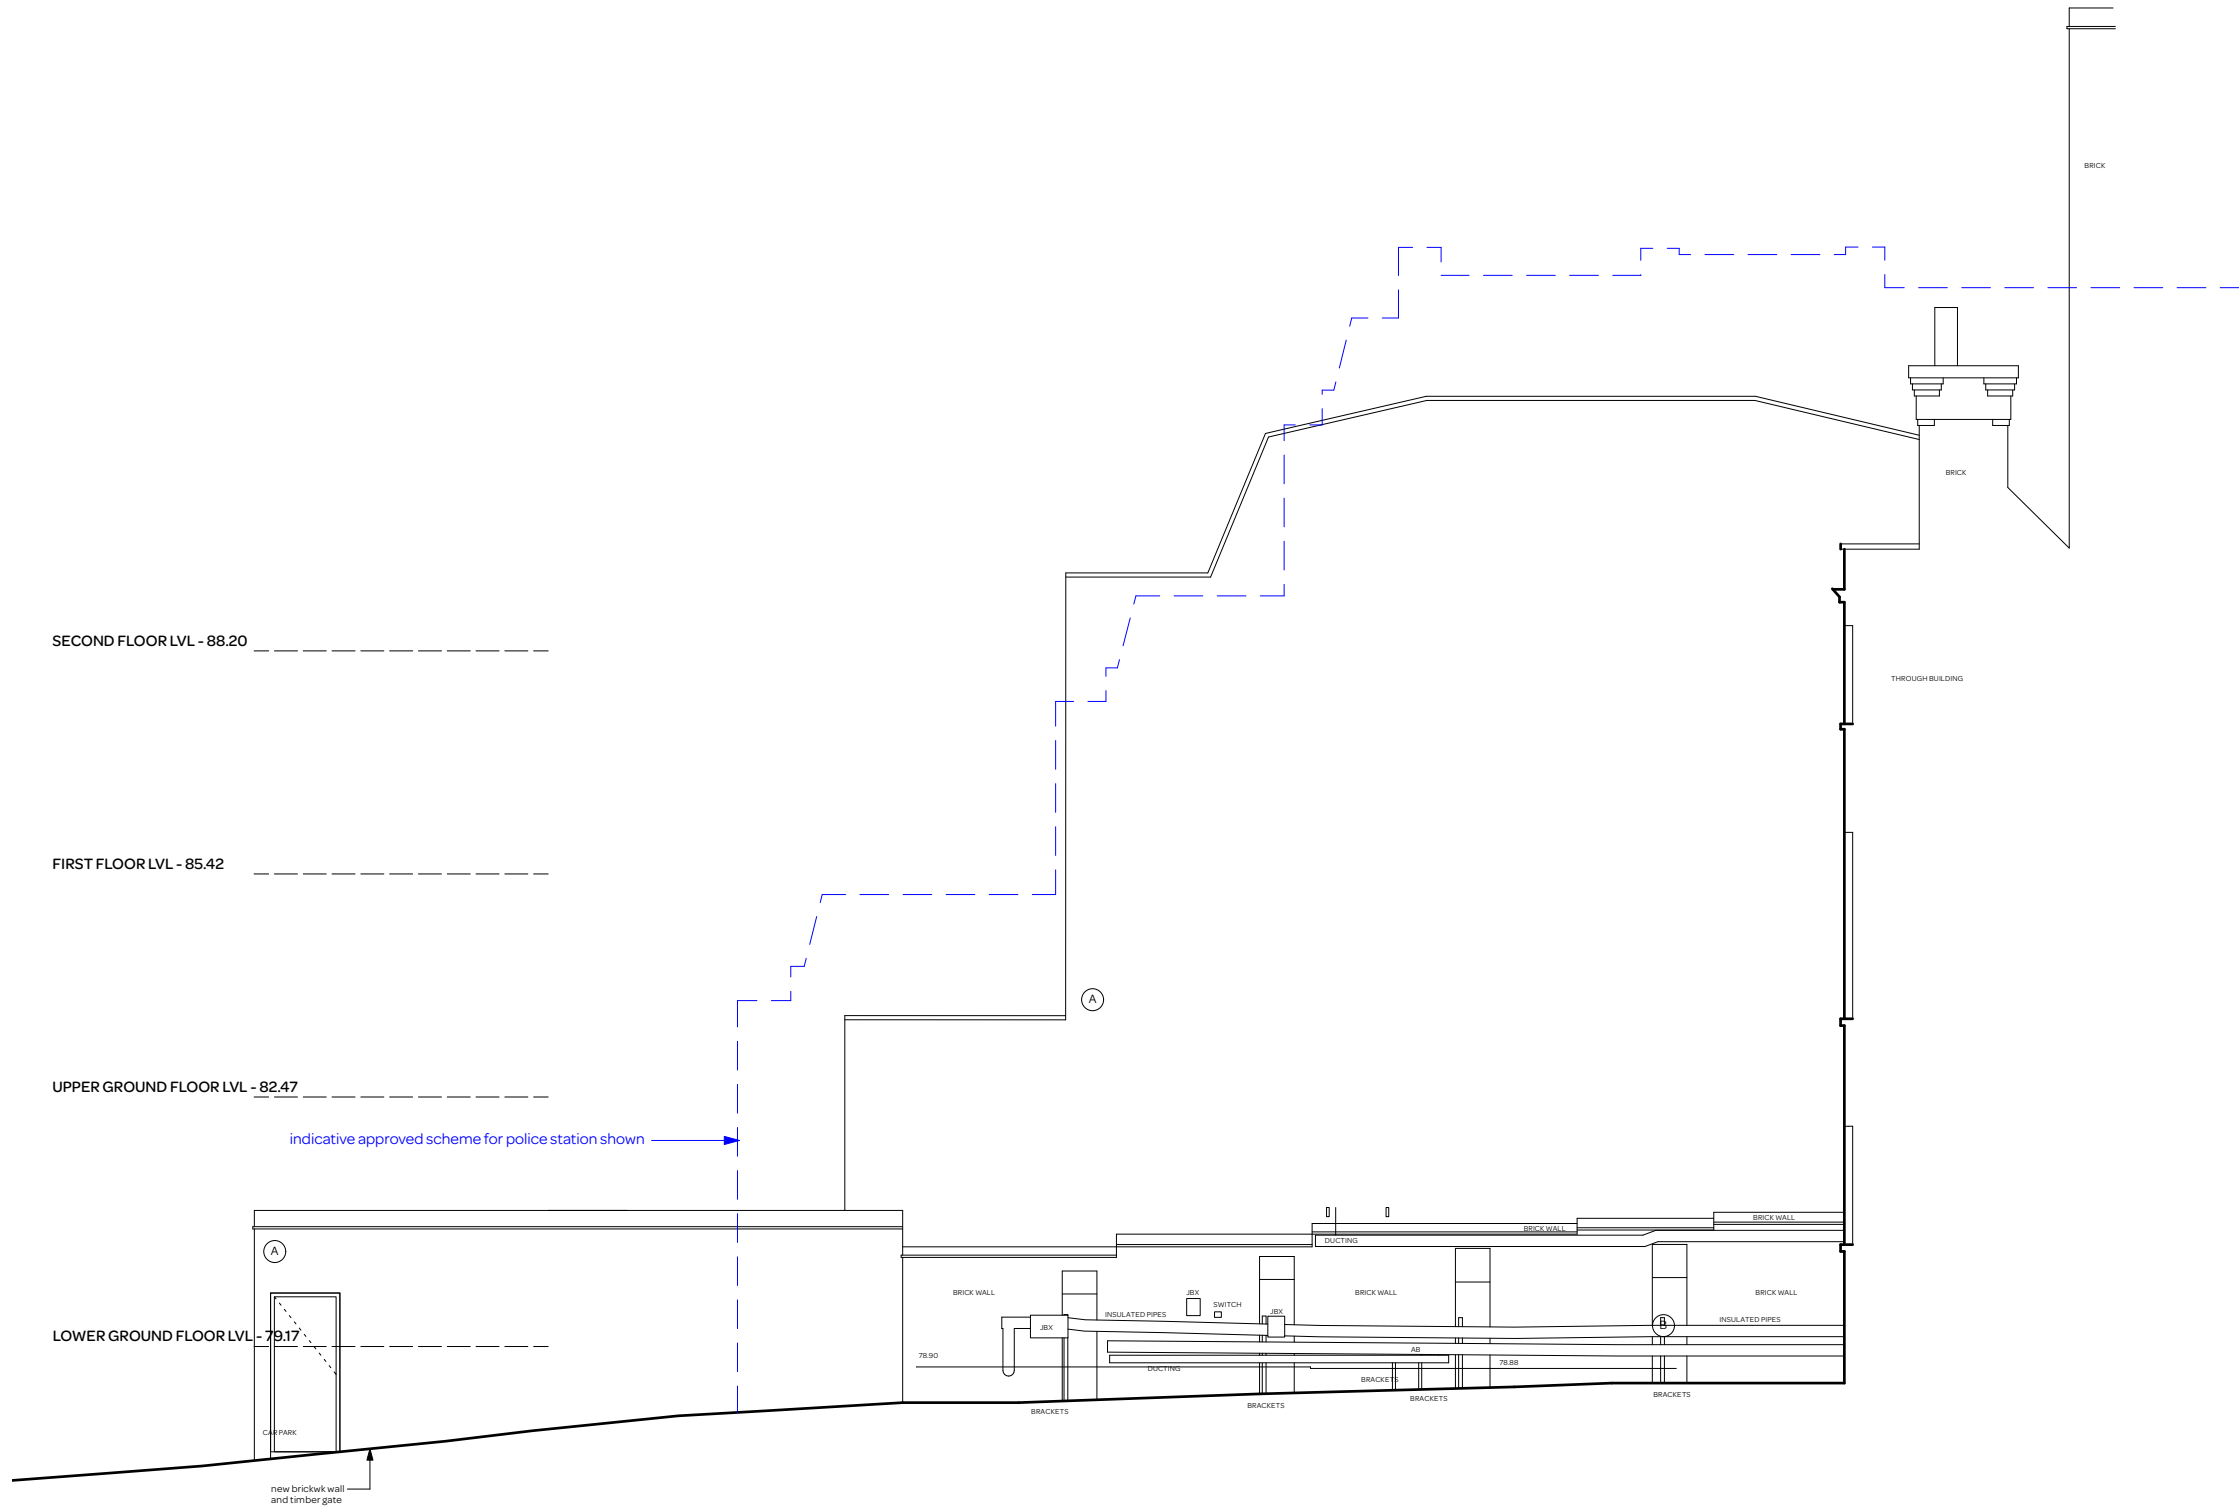 BRICK
BRICK
SECOND FLOOR LVL - 88.20
THROUGH BUILDING
FIRST FLOOR LVL - 85.42
A
UPPER GROUND FLOOR LVL - 82.47
indicative approved scheme for police station shown
BRICK WALL
BRICK WALL
DUCTING
A
BRICK WALL
JBX
BRICK WALL
BRICK WALL
SWITCH
JBX
INSULATED PIPES
INSULATED PIPES
JBX
B
LOWER GROUND FLOOR LVL - 79.17
AB
78.90
78.88
DUCTING
BRACKETS
BRACKETS
BRACKETS
BRACKETS
BRACKETS
CAR PARK
new brickwk wall
and timber gate